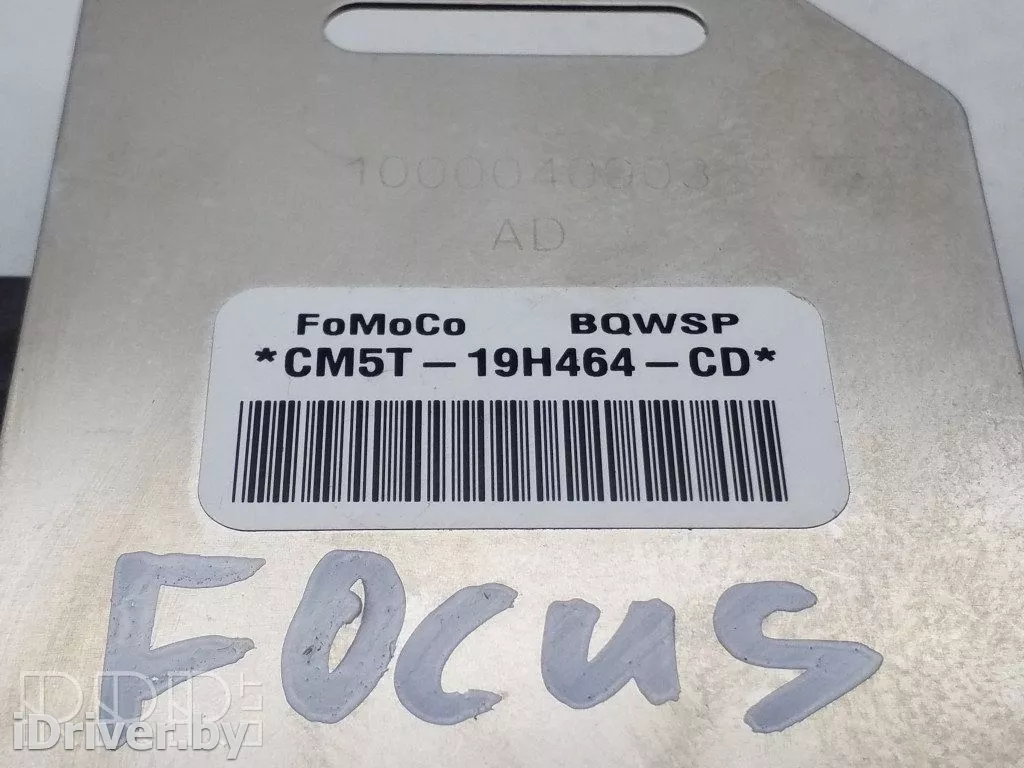 1000040003
AD
FoMoCo BQWSP
*CM5T-19H464-CD*
FOCUS
iDriver.by